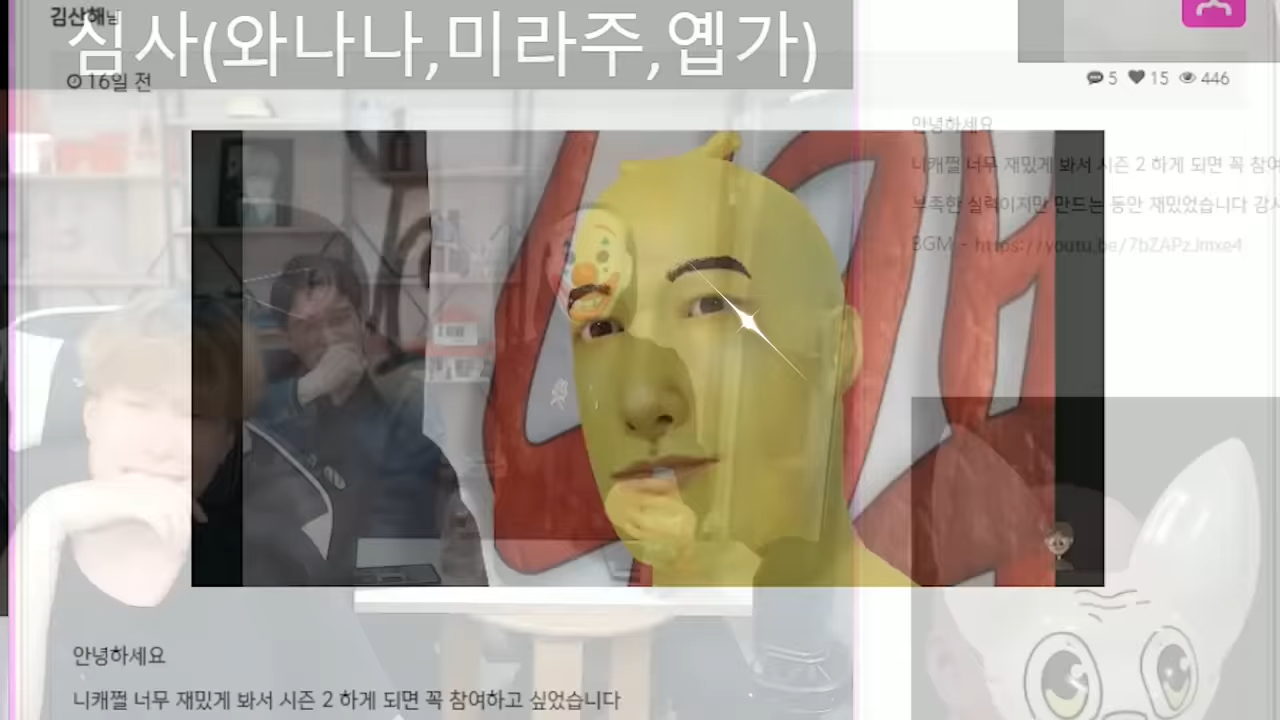 김산해님
심사(와나나,미라주,옙가)
16일 전
5 15 446
안녕하세요
니캐쩔 너무 재밌게 봐서 시즌 2 하게 되면 꼭 참여
부족한 실력이지만 만드는 동안 재밌었습니다 감사
BGM - https://youtu.be/7bZAPzJmxe4
안녕하세요
니캐쩔 너무 재밌게 봐서 시즌 2 하게 되면 꼭 참여하고 싶었습니다